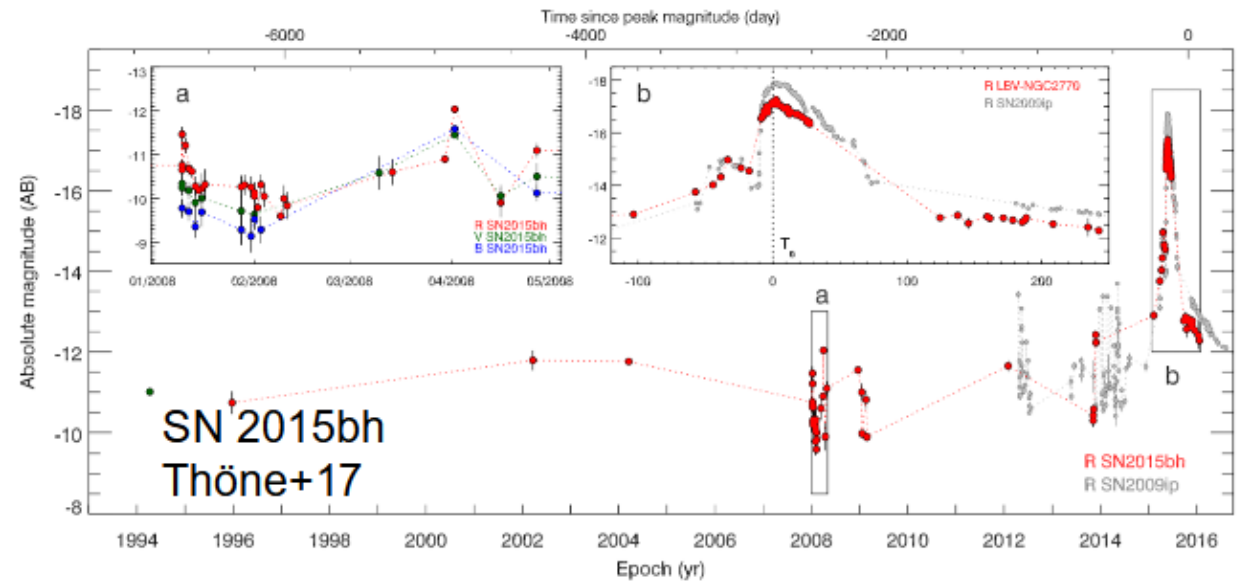 Time since peak magnitude (day)
-6000 -4000 -2000 0
Absolute magnitude (AB)
-18
-16
-14
-12
-10
-8
a
-13
-12
-11
-10
-9
R SN2015bh
V SN2015bh
B SN2015bh
01/2008 02/2008 03/2008 04/2008 05/2008
b
R LBV-NGC2770
R SN2009ip
-18
-16
-14
-12
T
-100 0 100 200
a
b
SN 2015bh
Thöne+17
R SN2015bh
R SN2009ip
1994 1996 1998 2000 2002 2004 2006 2008 2010 2012 2014 2016
Epoch (yr)